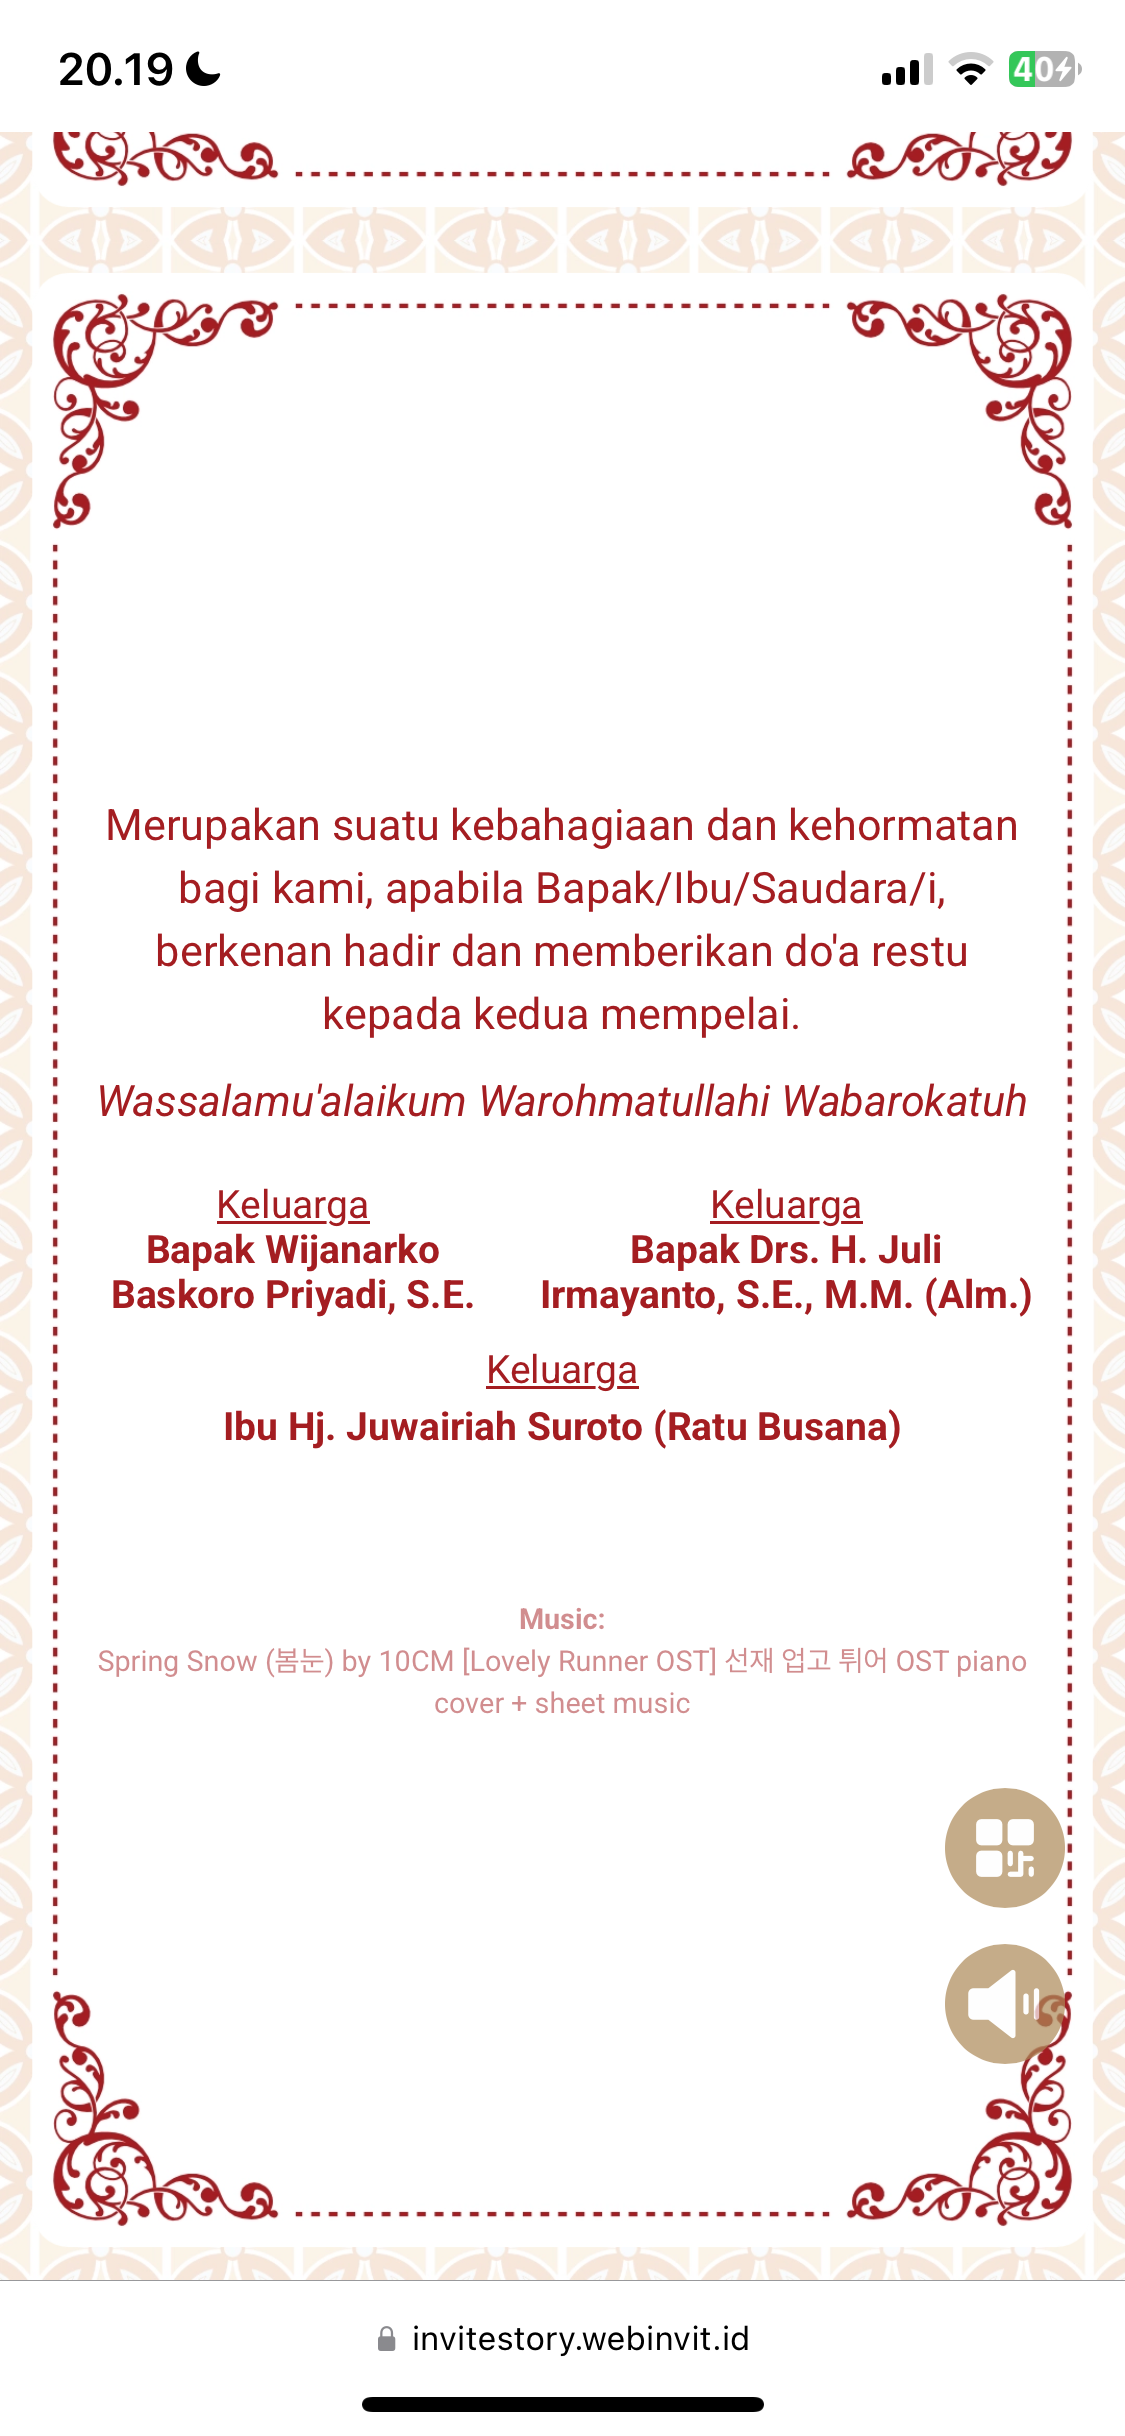 20.19
40
Merupakan suatu kebahagiaan dan kehormatan
bagi kami, apabila Bapak/Ibu/Saudara/i,
berkenan hadir dan memberikan do'a restu
kepada kedua mempelai.
Wassalamu'alaikum Warohmatullahi Wabarokatuh
Keluarga
Bapak Wijanarko
Baskoro Priyadi, S.E.
Keluarga
Bapak Drs. H. Juli
Irmayanto, S.E., M.M. (Alm.)
Keluarga
Ibu Hj. Juwairiah Suroto (Ratu Busana)
Music:
Spring Snow (봄눈) by 10CM [Lovely Runner OST] 선재 업고 튀어 OST piano
cover + sheet music
invitestory.webinvit.id